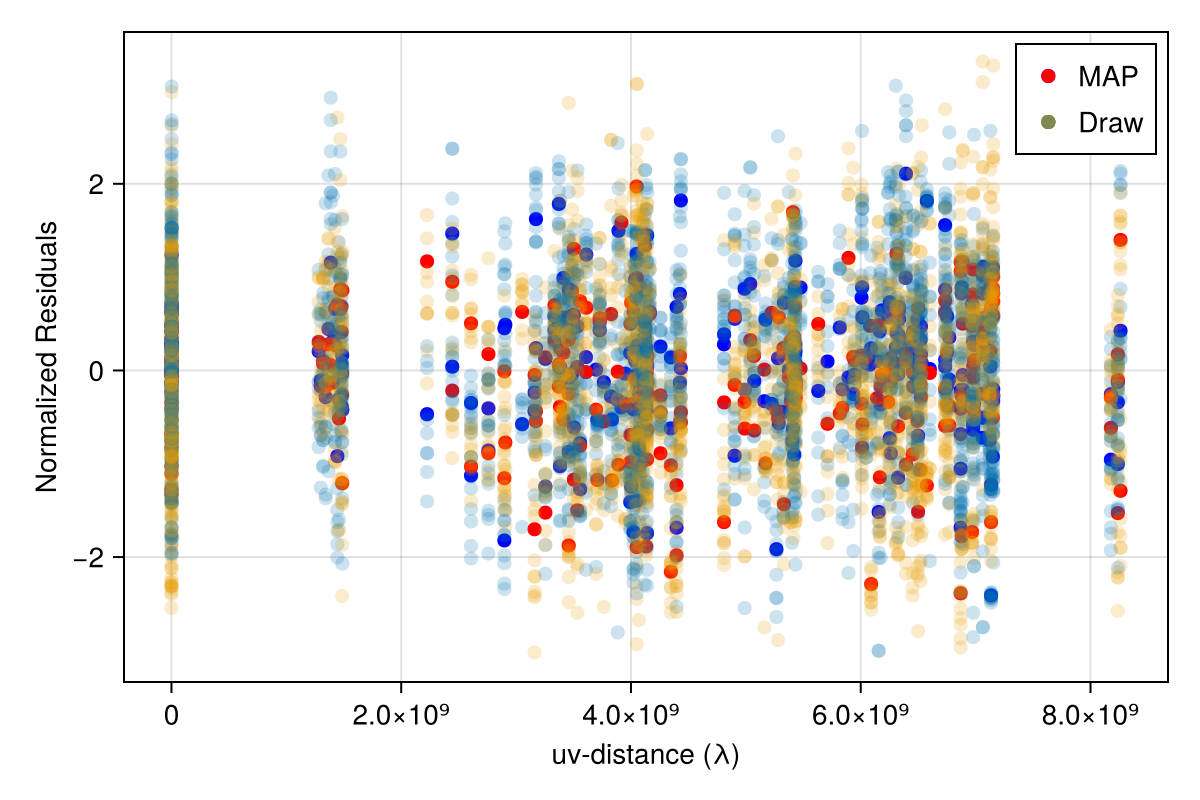 MAP
Draw
Normalized Residuals
2
0
−2
0
2.0×10⁹
4.0×10⁹
6.0×10⁹
8.0×10⁹
uv-distance (λ)